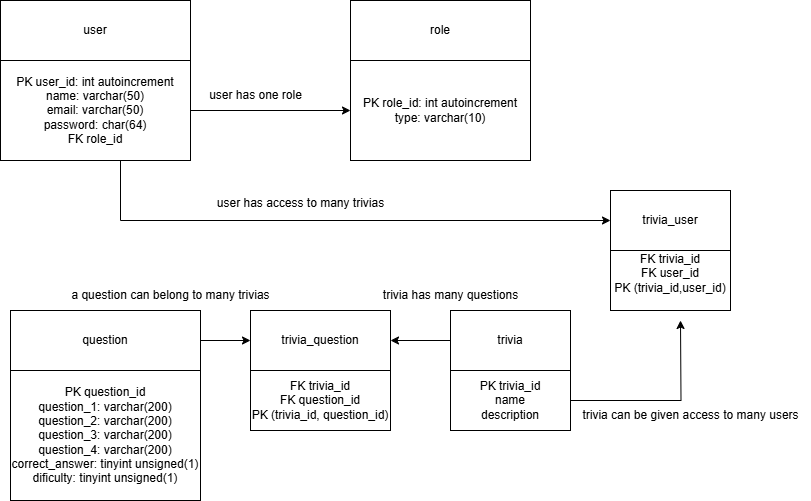 user
PK user_id: int autoincrement
name: varchar(50)
email: varchar(50)
password: char(64)
FK role_id
user has one role
role
PK role_id: int autoincrement
type: varchar(10)
user has access to many trivias
trivia_user
FK trivia_id
FK user_id
PK (trivia_id,user_id)
a question can belong to many trivias
trivia has many questions
question
PK question_id
question_1: varchar(200)
question_2: varchar(200)
question_3: varchar(200)
question_4: varchar(200)
correct_answer: tinyint unsigned(1)
dificulty: tinyint unsigned(1)
trivia_question
FK trivia_id
FK question_id
PK (trivia_id, question_id)
trivia
PK trivia_id
name
description
trivia can be given access to many users